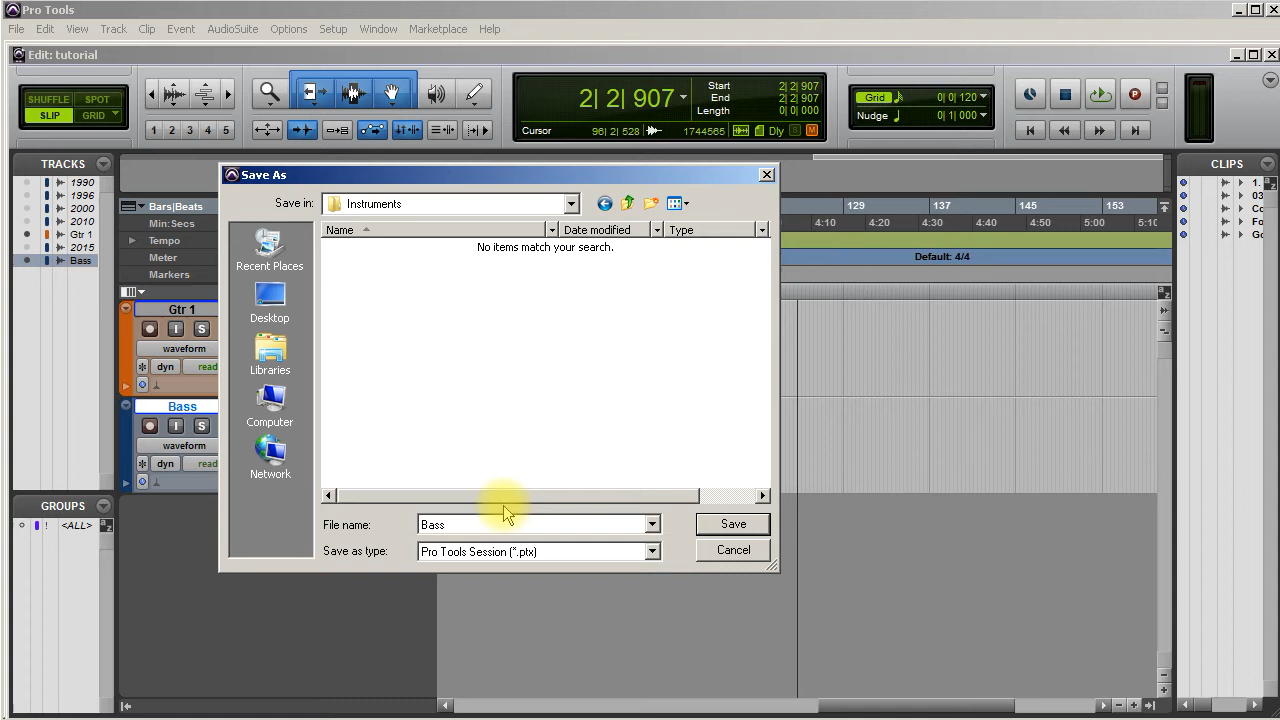 Pro Tools
File Edit View Track Clip Event AudioSuite Options Setup Window Marketplace Help
Edit: tutorial
SHUFFLE SPOT
SLIP GRID
1 2 3 4 5
2| 2| 907
Start 2| 2| 907
End 2| 2| 907
Length 0| 0| 000
Cursor 96| 2| 528 1744565 Dly S M
Grid 0| 0| 120
Nudge 0| 1| 000
TRACKS
1990
1996
2000
2010
Gtr 1
2015
Bass
GROUPS
! <ALL>
Bars|Beats
Min:Secs
Tempo
Meter
Markers
129 137 145 153
4:10 4:20 4:30 4:40 4:50 5:00 5:10
Default: 4/4
Gtr 1
I S
waveform
dyn read
Bass
I S
waveform
dyn read
Save As
Save in: Instruments
Name Date modified Type
No items match your search.
Recent Places
Desktop
Libraries
Computer
Network
File name: Bass Save
Save as type: Pro Tools Session (*.ptx) Cancel
CLIPS
1.
03
Fo